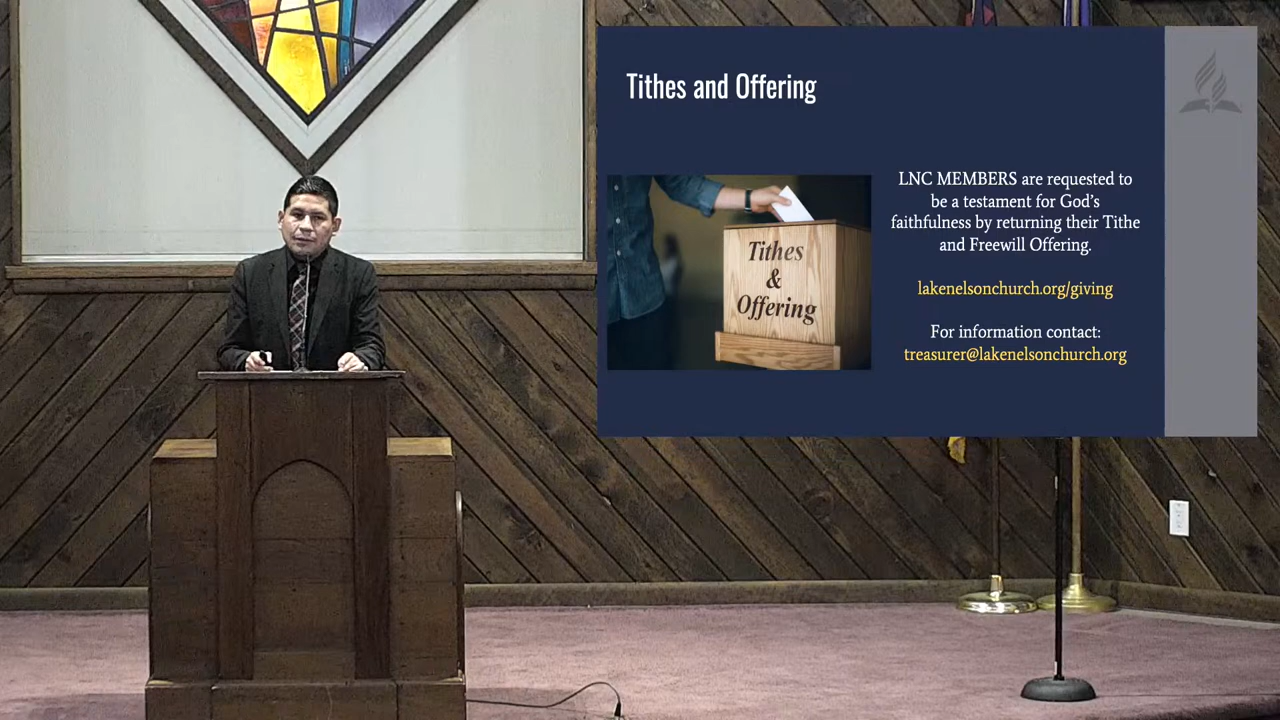 Tithes and Offering
Tithes
&
Offering
LNC MEMBERS are requested to
be a testament for God's
faithfulness by returning their Tithe
and Freewill Offering.
lakenelsonchurch.org/giving
For information contact:
treasurer@lakenelsonchurch.org